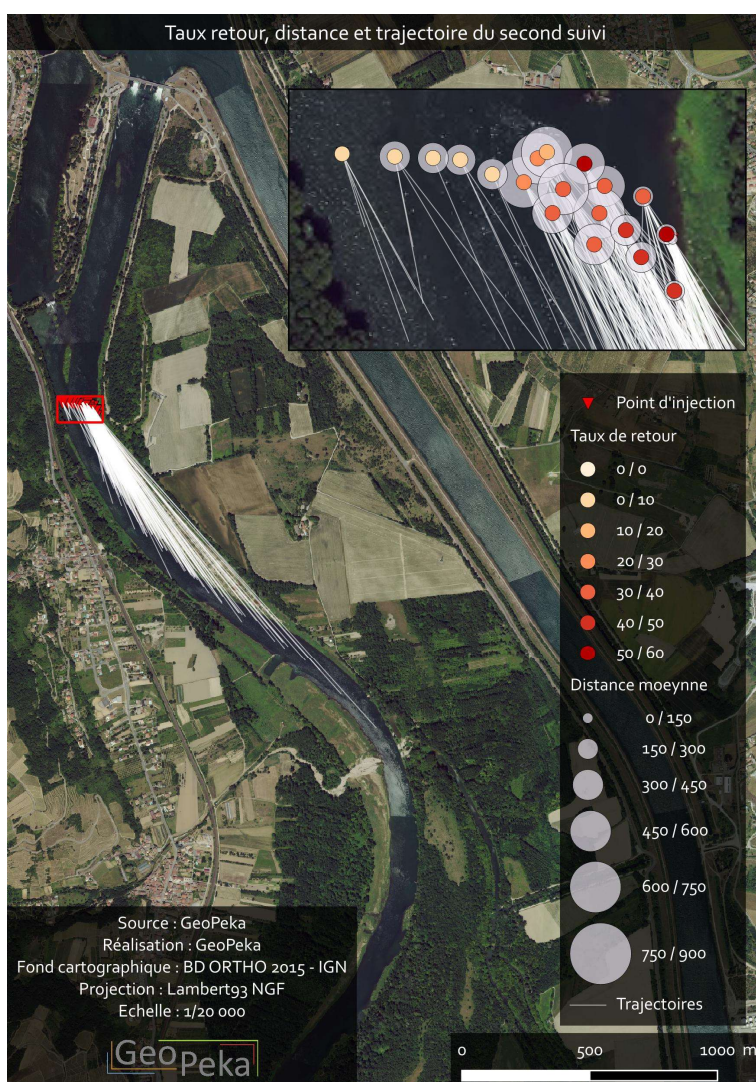 Taux retour, distance et trajectoire du second suivi
Point d'injection
Taux de retour
0 / 0
0 / 10
10 / 20
20 / 30
30 / 40
40 / 50
50 / 60
Distance moeynne
0 / 150
150 / 300
300 / 450
450 / 600
600 / 750
750 / 900
Trajectoires
Source : GeoPeka
Réalisation : GeoPeka
Fond cartographique : BD ORTHO 2015 - IGN
Projection : Lambert93 NGF
Echelle : 1/20 000
GeoPeka
0 500 1000 m